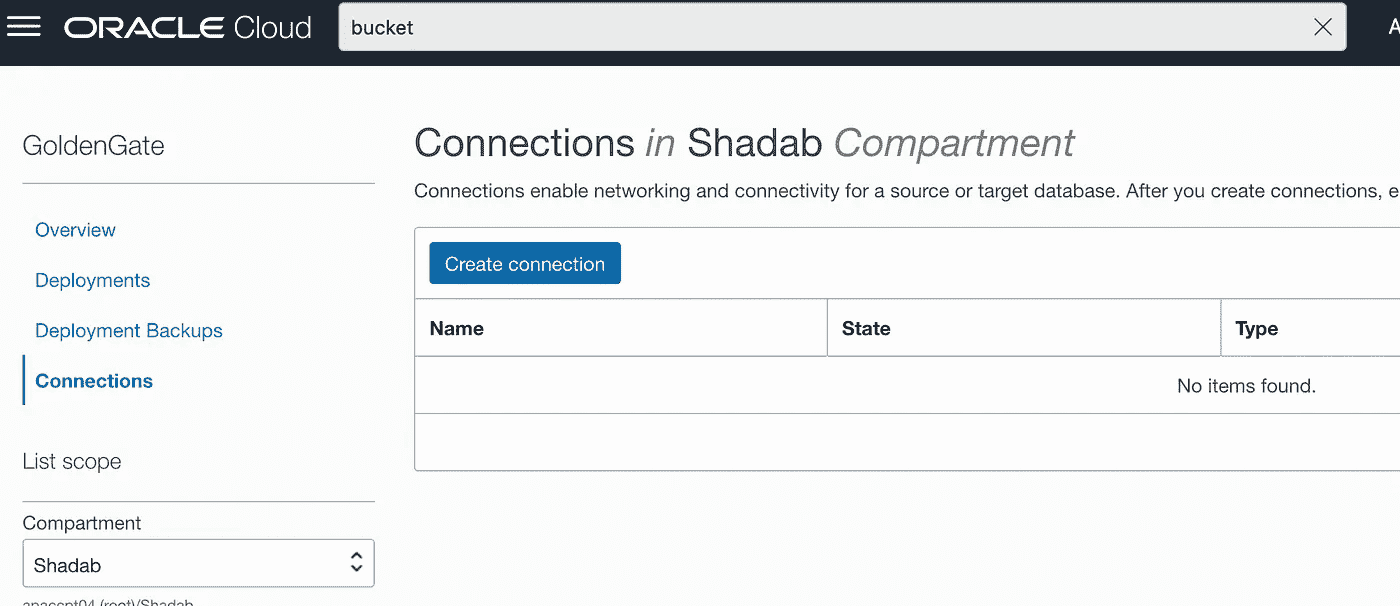 ORACLE Cloud
bucket
GoldenGate
Overview
Deployments
Deployment Backups
Connections
List scope
Compartment
Shadab
Connections in Shadab Compartment
Connections enable networking and connectivity for a source or target database. After you create connections,
Create connection
Name State Type
No items found.